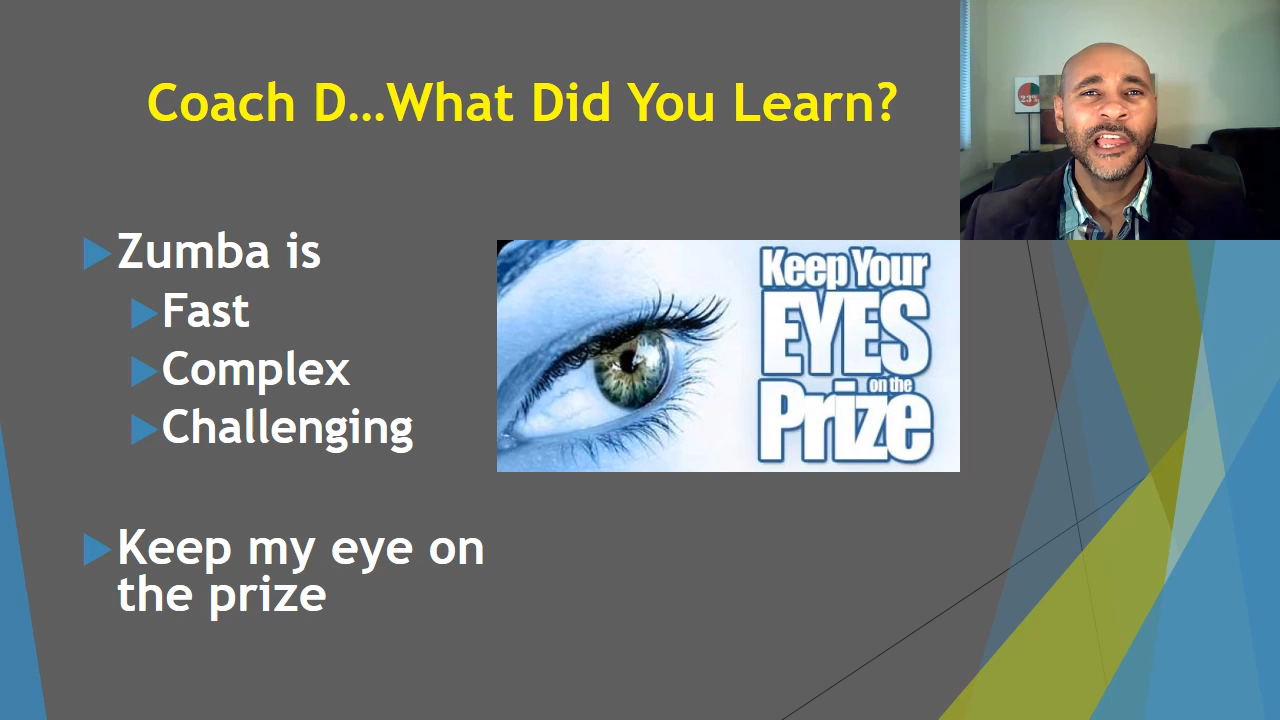 Coach D...What Did You Learn?
Zumba is
Fast
Complex
Challenging
Keep my eye on
the prize
Keep Your
EYES
on the
Prize
23%